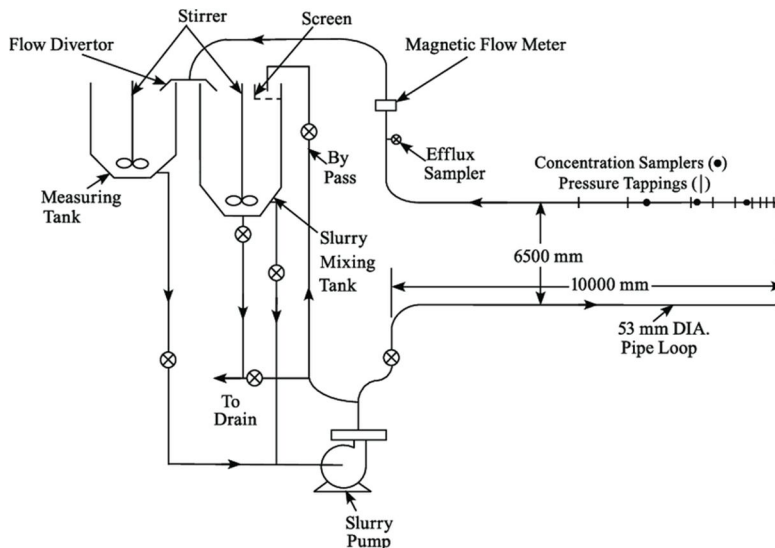 Stirrer
Screen
Flow Divertor
Magnetic Flow
Meter
By
Pass
Efflux
Sampler
Concentration Samplers (●)
Pressure Tappings (|)
Measuring
Tank
Slurry
Mixing
Tank
6500 mm
10000 mm
53 mm DIA.
Pipe Loop
To
Drain
Slurry
Pump